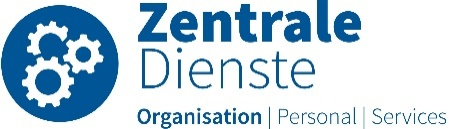 Zentrale
Dienste
Organisation | Personal | Services